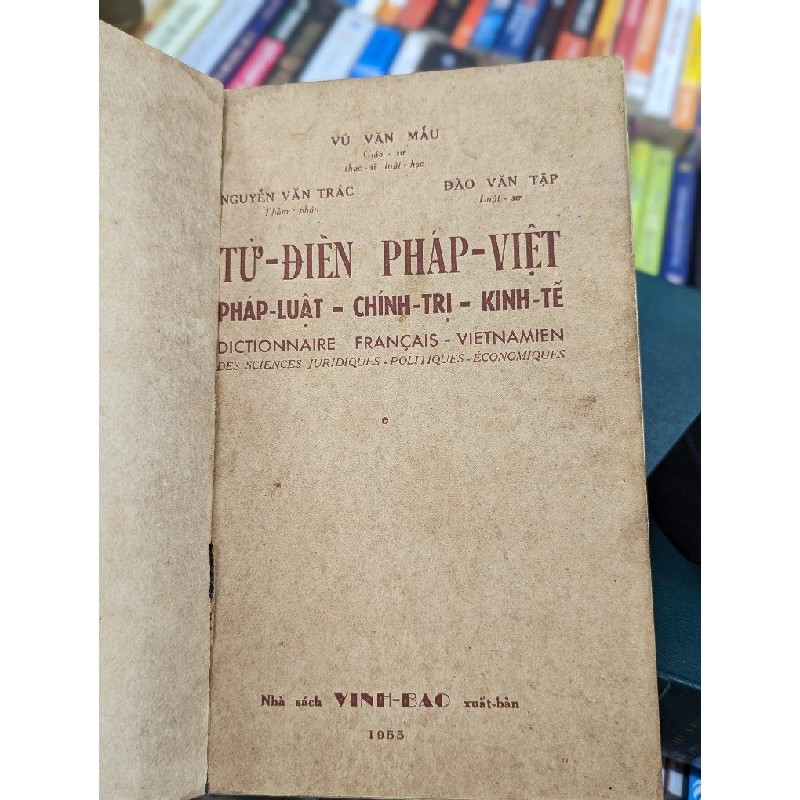 VŨ VĂN MẪU
Giáo - sư
thạc - sĩ luật - học
NGUYỄN VĂN TRÁC
Thẩm - phán
ĐÀO VĂN TẬP
Luật - sư
TỪ-ĐIỂN PHÁP-VIỆT
PHÁP-LUẬT - CHÍNH-TRỊ - KINH-TẾ
DICTIONNAIRE FRANÇAIS - VIETNAMIEN
DES SCIENCES JURIDIQUES - POLITIQUES - ÉCONOMIQUES
Nhà sách VINH-BAO xuất-bản
1955